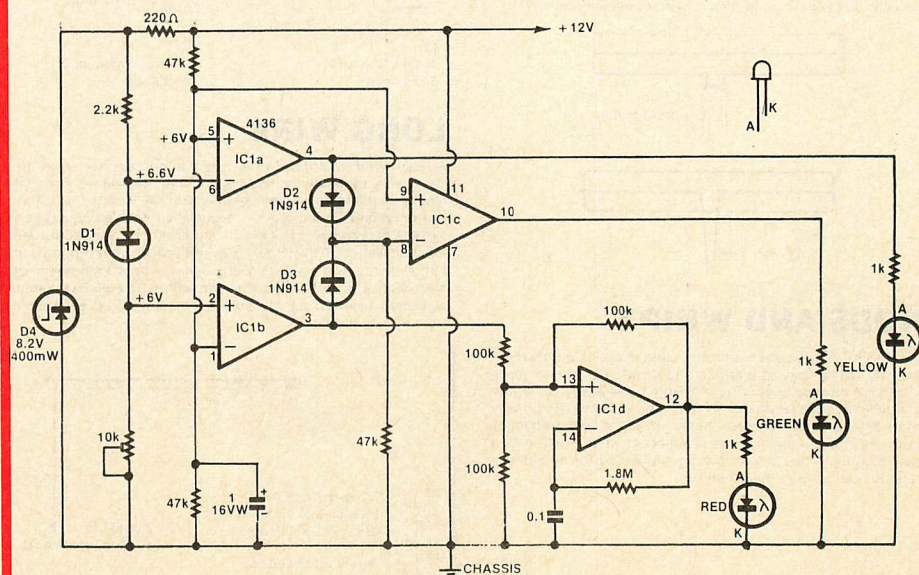 220Ω
+12V
47k
2.2k
4136
+6V
5
+
4
IC1a
+6.6V
6
−
K
A
D2
1N914
9
+
11
10
IC1c
8
−
7
D1
1N914
D3
1N914
1k
+6V
2
+
3
IC1b
1
−
D4
8.2V
400mW
100k
100k
A
λ
YELLOW
K
1k
13
+
12
IC1d
14
−
A
GREEN
λ
K
10k
47k
1k
100k
1.8M
A
47k
1
16VW
+
0.1
RED
λ
K
CHASSIS